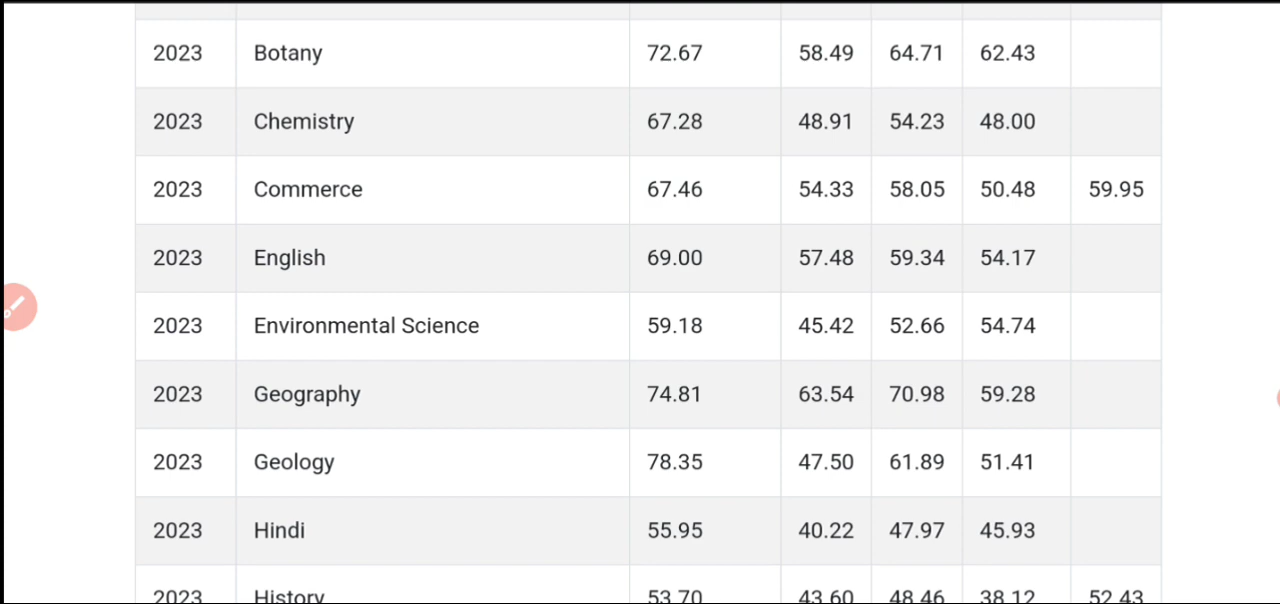 2023 Botany 72.67 58.49 64.71 62.43
2023 Chemistry 67.28 48.91 54.23 48.00
2023 Commerce 67.46 54.33 58.05 50.48 59.95
2023 English 69.00 57.48 59.34 54.17
2023 Environmental Science 59.18 45.42 52.66 54.74
2023 Geography 74.81 63.54 70.98 59.28
2023 Geology 78.35 47.50 61.89 51.41
2023 Hindi 55.95 40.22 47.97 45.93
2023 History 53.70 43.60 48.46 38.12 52.43